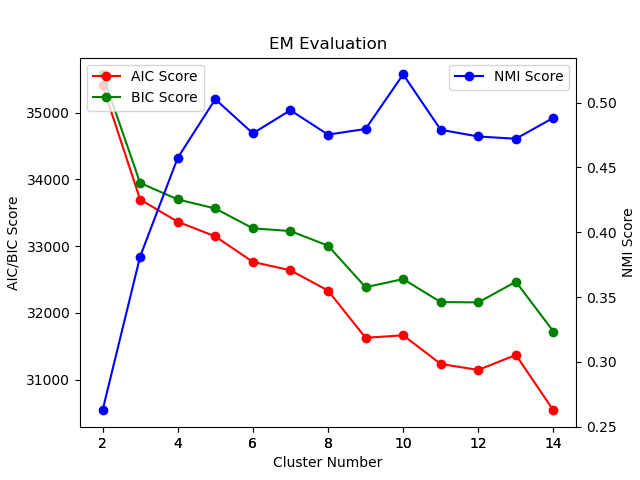 EM Evaluation
AIC Score
BIC Score
NMI Score
35000
34000
33000
32000
31000
AIC/BIC Score
0.50
0.45
0.40
0.35
0.30
0.25
NMI Score
2 4 6 8 10 12 14
Cluster Number